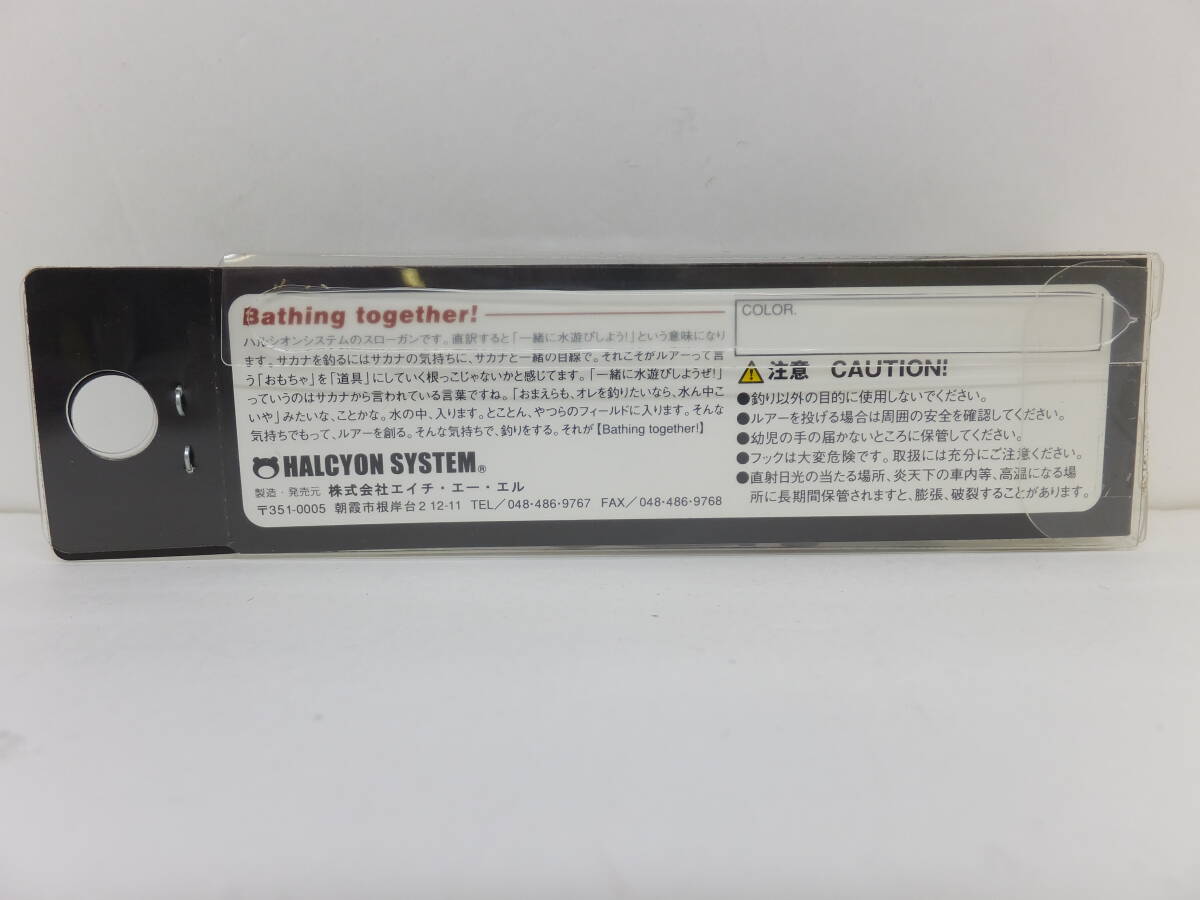 Bathing together!
ハルシオンシステムのスローガンです。直訳すると「一緒に水遊びしよう!」という意味になり
ます。サカナを釣るにはサカナの気持ちに、サカナと一緒の目線で。それこそがルアーって言
う「おもちゃ」を「道具」にしていく根っこじゃないかと感じてます。「一緒に水遊びしようぜ!」
っていうのはサカナから言われている言葉ですね。「おまえらも、オレを釣りたいなら、水ん中こ
いや」みたいな、ことかな。水の中、入ります。とことん、やつらのフィールドに入ります。そんな
気持ちでもって、ルアーを創る。そんな気持ちで、釣りをする。それが【Bathing together!】
HALCYON SYSTEM®
製造・発売元 株式会社エイチ・エー・エル
〒351-0005 朝霞市根岸台2 12-11 TEL/048-486-9767 FAX/048-486-9768
COLOR.
注意 CAUTION!
●釣り以外の目的に使用しないでください。
●ルアーを投げる場合は周囲の安全を確認してください。
●幼児の手の届かないところに保管してください。
●フックは大変危険です。取扱には充分にご注意ください。
●直射日光の当たる場所、炎天下の車内等、高温になる場
所に長期間保管されますと、膨張、破裂することがあります。